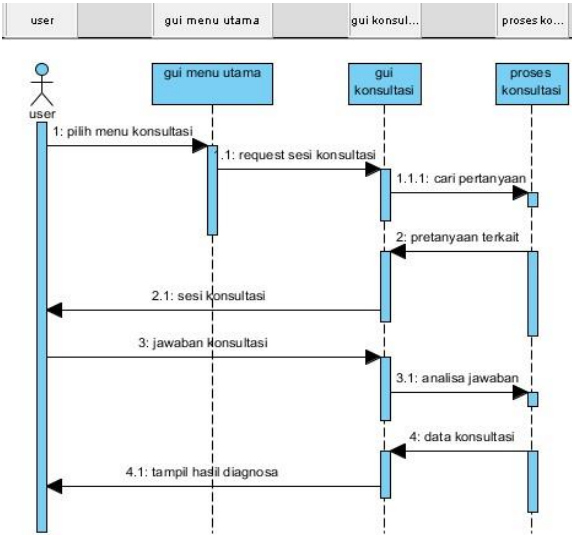 user
gui menu utama
gui konsul...
proses ko...
gui menu utama
gui
konsultasi
proses
konsultasi
user
1: pilih menu konsultasi
1.1: request sesi konsultasi
1.1.1: cari pertanyaan
2: pretanyaan terkait
2.1: sesi konsultasi
3: jawaban konsultasi
3.1: analisa jawaban
4: data konsultasi
4.1: tampil hasil diagnosa